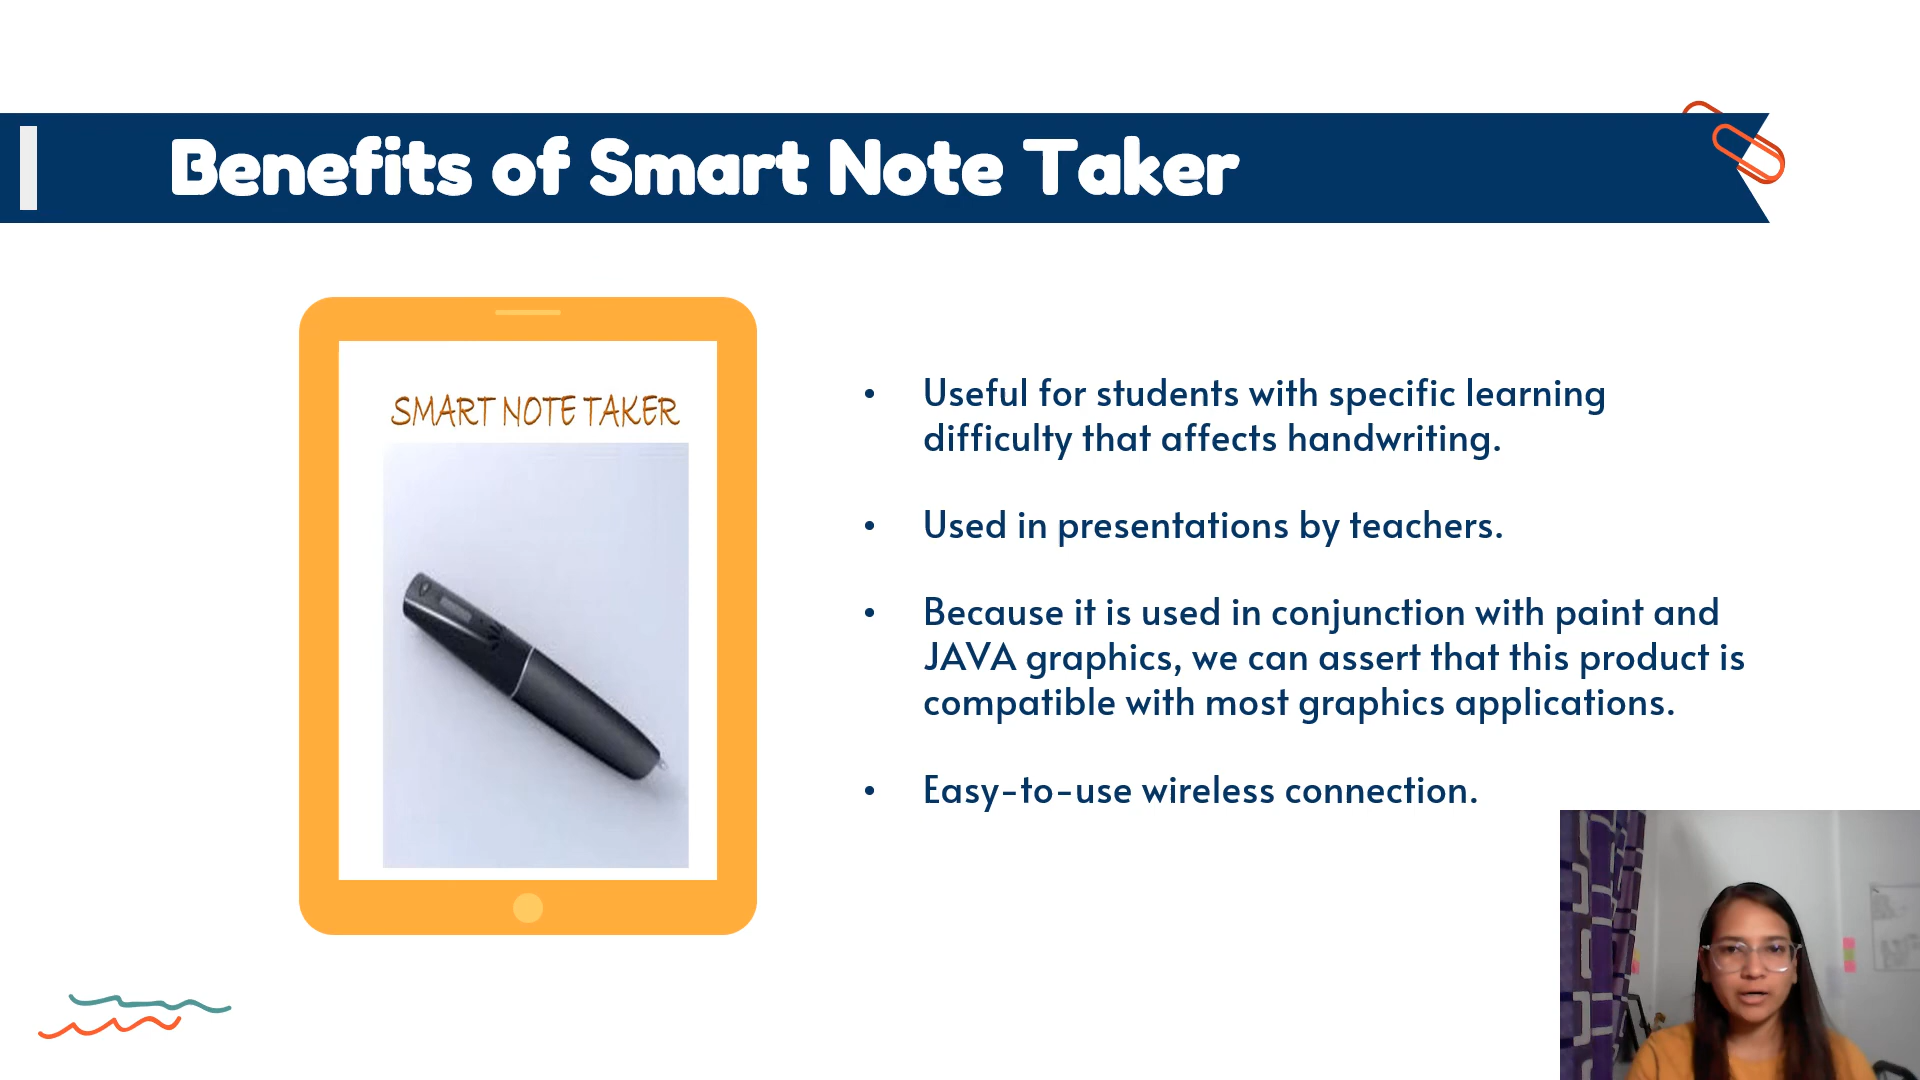 Benefits of Smart Note Taker
SMART NOTE TAKER
• Useful for students with specific learning
difficulty that affects handwriting.
• Used in presentations by teachers.
• Because it is used in conjunction with paint and
JAVA graphics, we can assert that this product is
compatible with most graphics applications.
• Easy-to-use wireless connection.